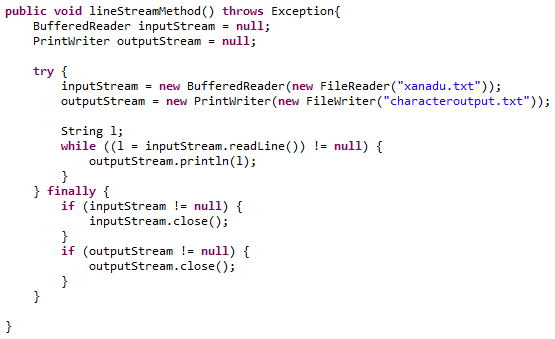 public void lineStreamMethod() throws Exception{
    BufferedReader inputStream = null;
    PrintWriter outputStream = null;

    try {
        inputStream = new BufferedReader(new FileReader("xanadu.txt"));
        outputStream = new PrintWriter(new FileWriter("characteroutput.txt"));

        String l;
        while ((l = inputStream.readLine()) != null) {
            outputStream.println(l);
        }
    } finally {
        if (inputStream != null) {
            inputStream.close();
        }
        if (outputStream != null) {
            outputStream.close();
        }
    }

}